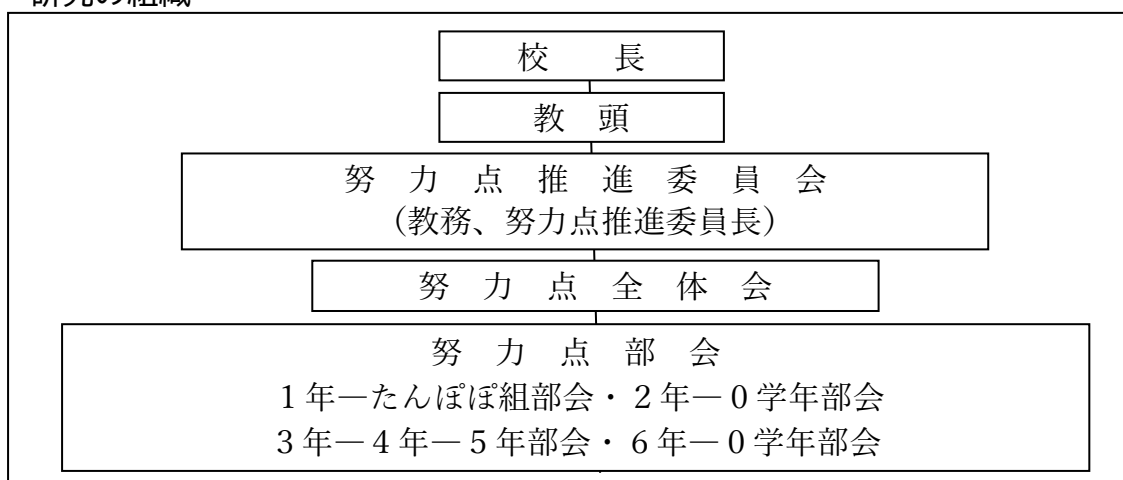 研究の組織
校　　長
教　頭
努　力　点　推　進　委　員　会
（教務、努力点推進委員長）
努　力　点　全　体　会
努　力　点　部　会
１年―たんぽぽ組部会・２年―０学年部会
３年―４年―５年部会・６年―０学年部会